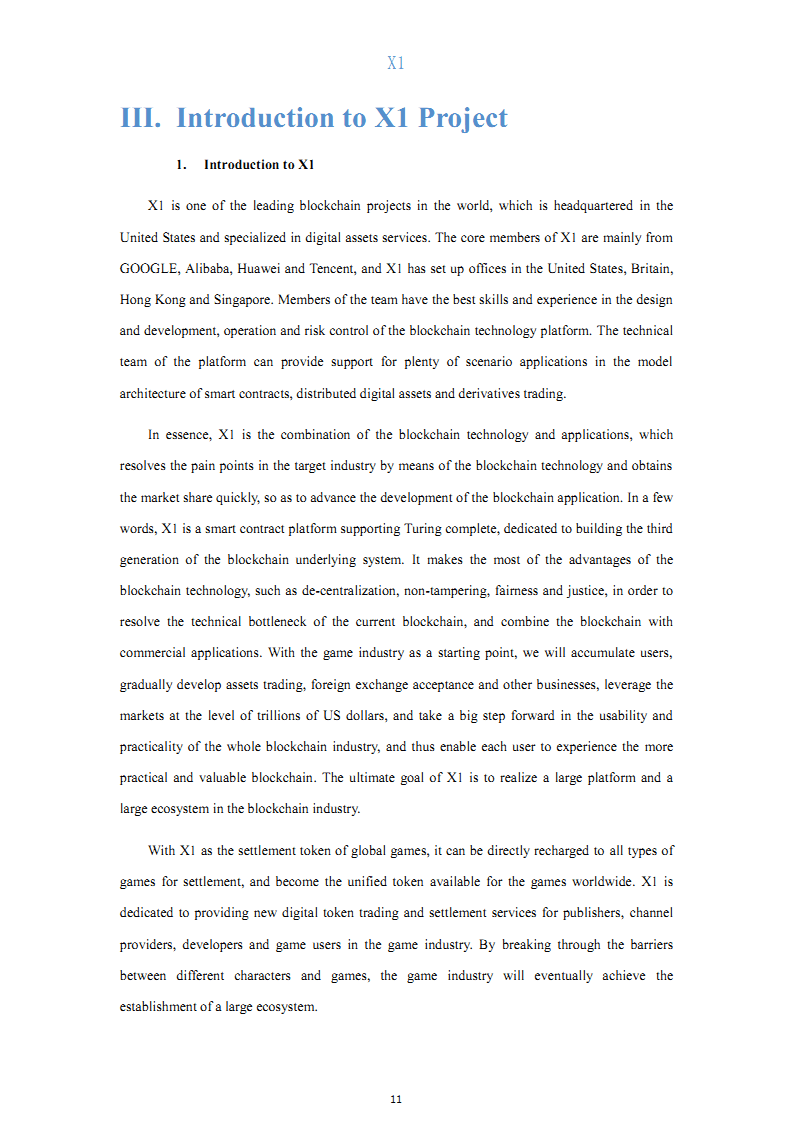 X1
III. Introduction to X1 Project
1. Introduction to X1
X1 is one of the leading blockchain projects in the world, which is headquartered in the
United States and specialized in digital assets services. The core members of X1 are mainly from
GOOGLE, Alibaba, Huawei and Tencent, and X1 has set up offices in the United States, Britain,
Hong Kong and Singapore. Members of the team have the best skills and experience in the design
and development, operation and risk control of the blockchain technology platform. The technical
team of the platform can provide support for plenty of scenario applications in the model
architecture of smart contracts, distributed digital assets and derivatives trading.
In essence, X1 is the combination of the blockchain technology and applications, which
resolves the pain points in the target industry by means of the blockchain technology and obtains
the market share quickly, so as to advance the development of the blockchain application. In a few
words, X1 is a smart contract platform supporting Turing complete, dedicated to building the third
generation of the blockchain underlying system. It makes the most of the advantages of the
blockchain technology, such as de-centralization, non-tampering, fairness and justice, in order to
resolve the technical bottleneck of the current blockchain, and combine the blockchain with
commercial applications. With the game industry as a starting point, we will accumulate users,
gradually develop assets trading, foreign exchange acceptance and other businesses, leverage the
markets at the level of trillions of US dollars, and take a big step forward in the usability and
practicality of the whole blockchain industry, and thus enable each user to experience the more
practical and valuable blockchain. The ultimate goal of X1 is to realize a large platform and a
large ecosystem in the blockchain industry.
With X1 as the settlement token of global games, it can be directly recharged to all types of
games for settlement, and become the unified token available for the games worldwide. X1 is
dedicated to providing new digital token trading and settlement services for publishers, channel
providers, developers and game users in the game industry. By breaking through the barriers
between different characters and games, the game industry will eventually achieve the
establishment of a large ecosystem.
11